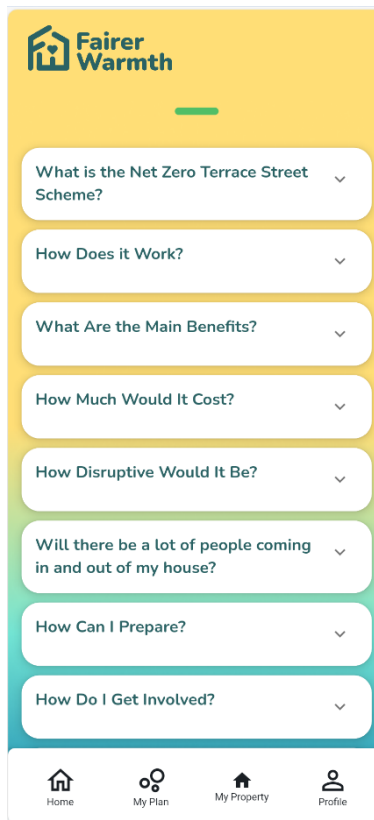 Fairer
Warmth
What is the Net Zero Terrace Street
Scheme?
How Does it Work?
What Are the Main Benefits?
How Much Would It Cost?
How Disruptive Would It Be?
Will there be a lot of people coming
in and out of my house?
How Can I Prepare?
How Do I Get Involved?
Home
My Plan
My Property
Profile